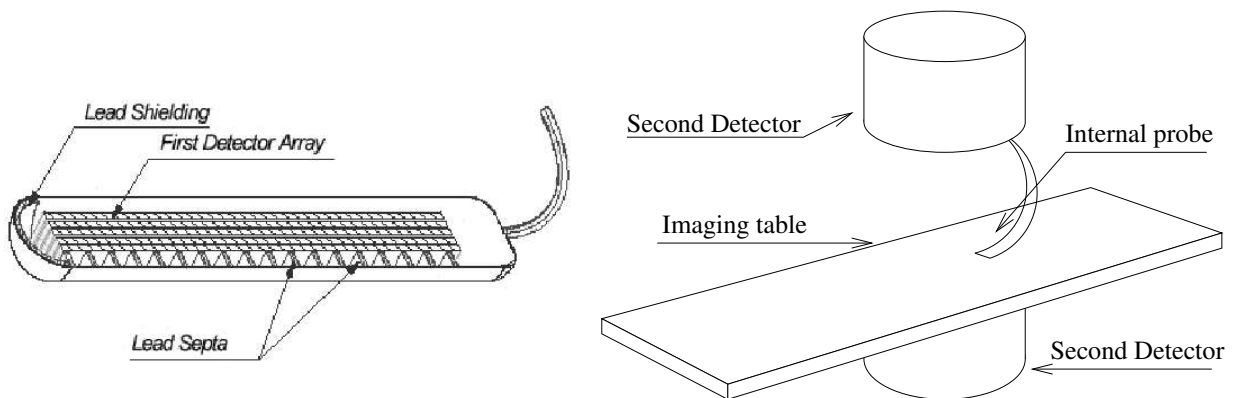 Lead Shielding
First Detector Array
Lead Septa
Second Detector
Internal probe
Imaging table
Second Detector